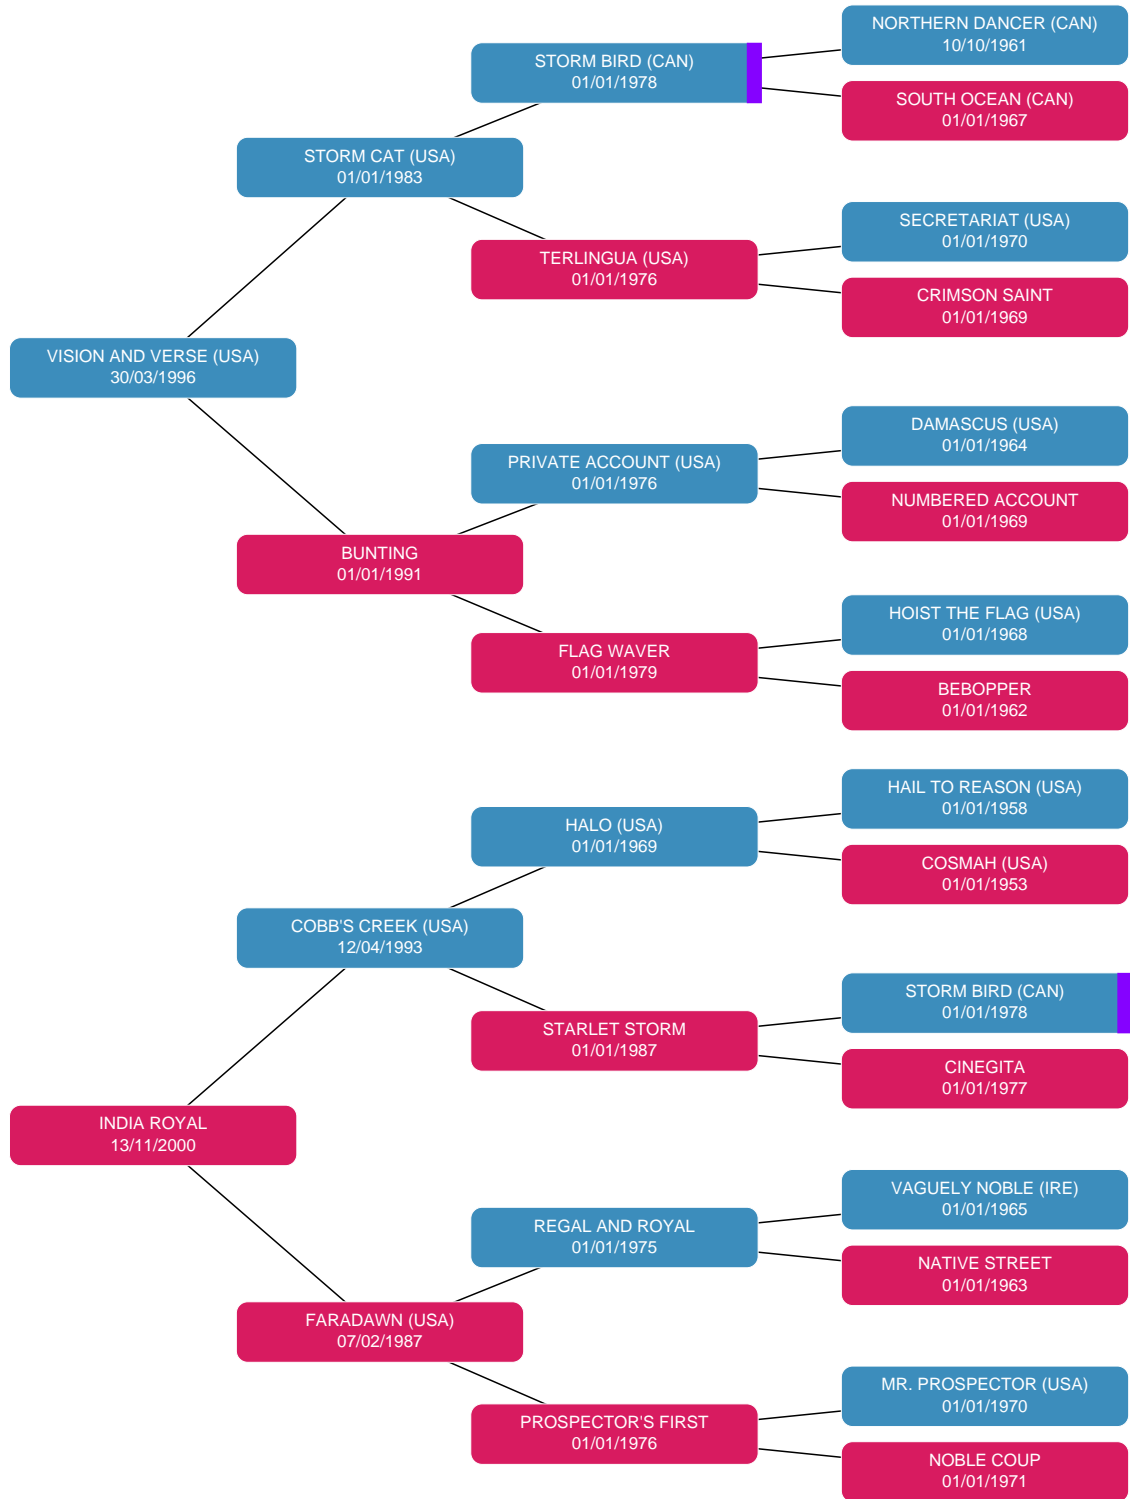 NORTHERN DANCER (CAN)
10/10/1961
STORM BIRD (CAN)
01/01/1978
SOUTH OCEAN (CAN)
01/01/1967
STORM CAT (USA)
01/01/1983
SECRETARIAT (USA)
01/01/1970
TERLINGUA (USA)
01/01/1976
CRIMSON SAINT
01/01/1969
VISION AND VERSE (USA)
30/03/1996
DAMASCUS (USA)
01/01/1964
PRIVATE ACCOUNT (USA)
01/01/1976
NUMBERED ACCOUNT
01/01/1969
BUNTING
01/01/1991
HOIST THE FLAG (USA)
01/01/1968
FLAG WAVER
01/01/1979
BEBOPPER
01/01/1962
HAIL TO REASON (USA)
01/01/1958
HALO (USA)
01/01/1969
COSMAH (USA)
01/01/1953
COBB'S CREEK (USA)
12/04/1993
STORM BIRD (CAN)
01/01/1978
STARLET STORM
01/01/1987
CINEGITA
01/01/1977
INDIA ROYAL
13/11/2000
VAGUELY NOBLE (IRE)
01/01/1965
REGAL AND ROYAL
01/01/1975
NATIVE STREET
01/01/1963
FARADAWN (USA)
07/02/1987
MR. PROSPECTOR (USA)
01/01/1970
PROSPECTOR'S FIRST
01/01/1976
NOBLE COUP
01/01/1971